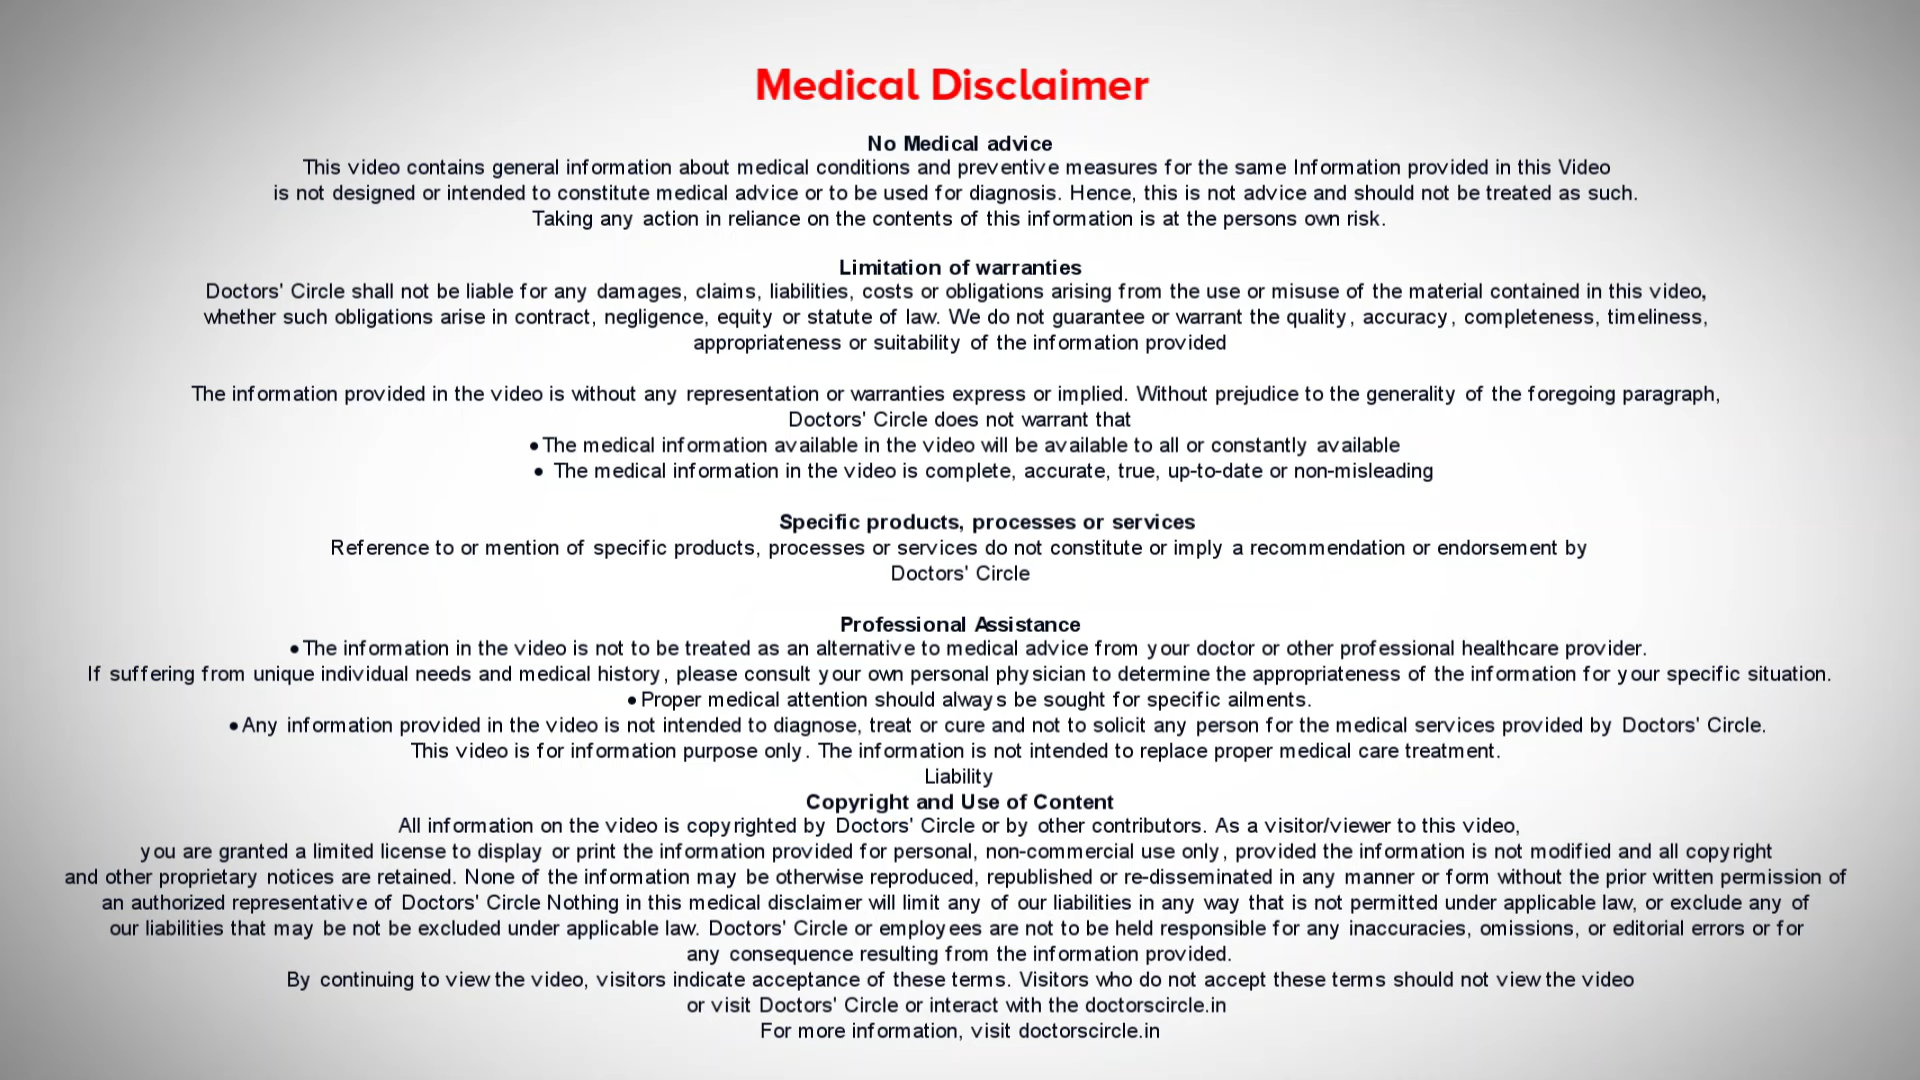 Medical Disclaimer
No Medical advice
This video contains general information about medical conditions and preventive measures for the same Information provided in this Video
is not designed or intended to constitute medical advice or to be used for diagnosis. Hence, this is not advice and should not be treated as such.
Taking any action in reliance on the contents of this information is at the persons own risk.
Limitation of warranties
Doctors' Circle shall not be liable for any damages, claims, liabilities, costs or obligations arising from the use or misuse of the material contained in this video,
whether such obligations arise in contract, negligence, equity or statute of law. We do not guarantee or warrant the quality, accuracy, completeness, timeliness,
appropriateness or suitability of the information provided
The information provided in the video is without any representation or warranties express or implied. Without prejudice to the generality of the foregoing paragraph,
Doctors' Circle does not warrant that
•The medical information available in the video will be available to all or constantly available
• The medical information in the video is complete, accurate, true, up-to-date or non-misleading
Specific products, processes or services
Reference to or mention of specific products, processes or services do not constitute or imply a recommendation or endorsement by
Doctors' Circle
Professional Assistance
•The information in the video is not to be treated as an alternative to medical advice from your doctor or other professional healthcare provider.
If suffering from unique individual needs and medical history, please consult your own personal physician to determine the appropriateness of the information for your specific situation.
•Proper medical attention should always be sought for specific ailments.
•Any information provided in the video is not intended to diagnose, treat or cure and not to solicit any person for the medical services provided by Doctors' Circle.
This video is for information purpose only. The information is not intended to replace proper medical care treatment.
Liability
Copyright and Use of Content
All information on the video is copyrighted by Doctors' Circle or by other contributors. As a visitor/viewer to this video,
you are granted a limited license to display or print the information provided for personal, non-commercial use only, provided the information is not modified and all copyright
and other proprietary notices are retained. None of the information may be otherwise reproduced, republished or re-disseminated in any manner or form without the prior written permission of
an authorized representative of Doctors' Circle Nothing in this medical disclaimer will limit any of our liabilities in any way that is not permitted under applicable law, or exclude any of
our liabilities that may be not be excluded under applicable law. Doctors' Circle or employees are not to be held responsible for any inaccuracies, omissions, or editorial errors or for
any consequence resulting from the information provided.
By continuing to view the video, visitors indicate acceptance of these terms. Visitors who do not accept these terms should not view the video
or visit Doctors' Circle or interact with the doctorscircle.in
For more information, visit doctorscircle.in